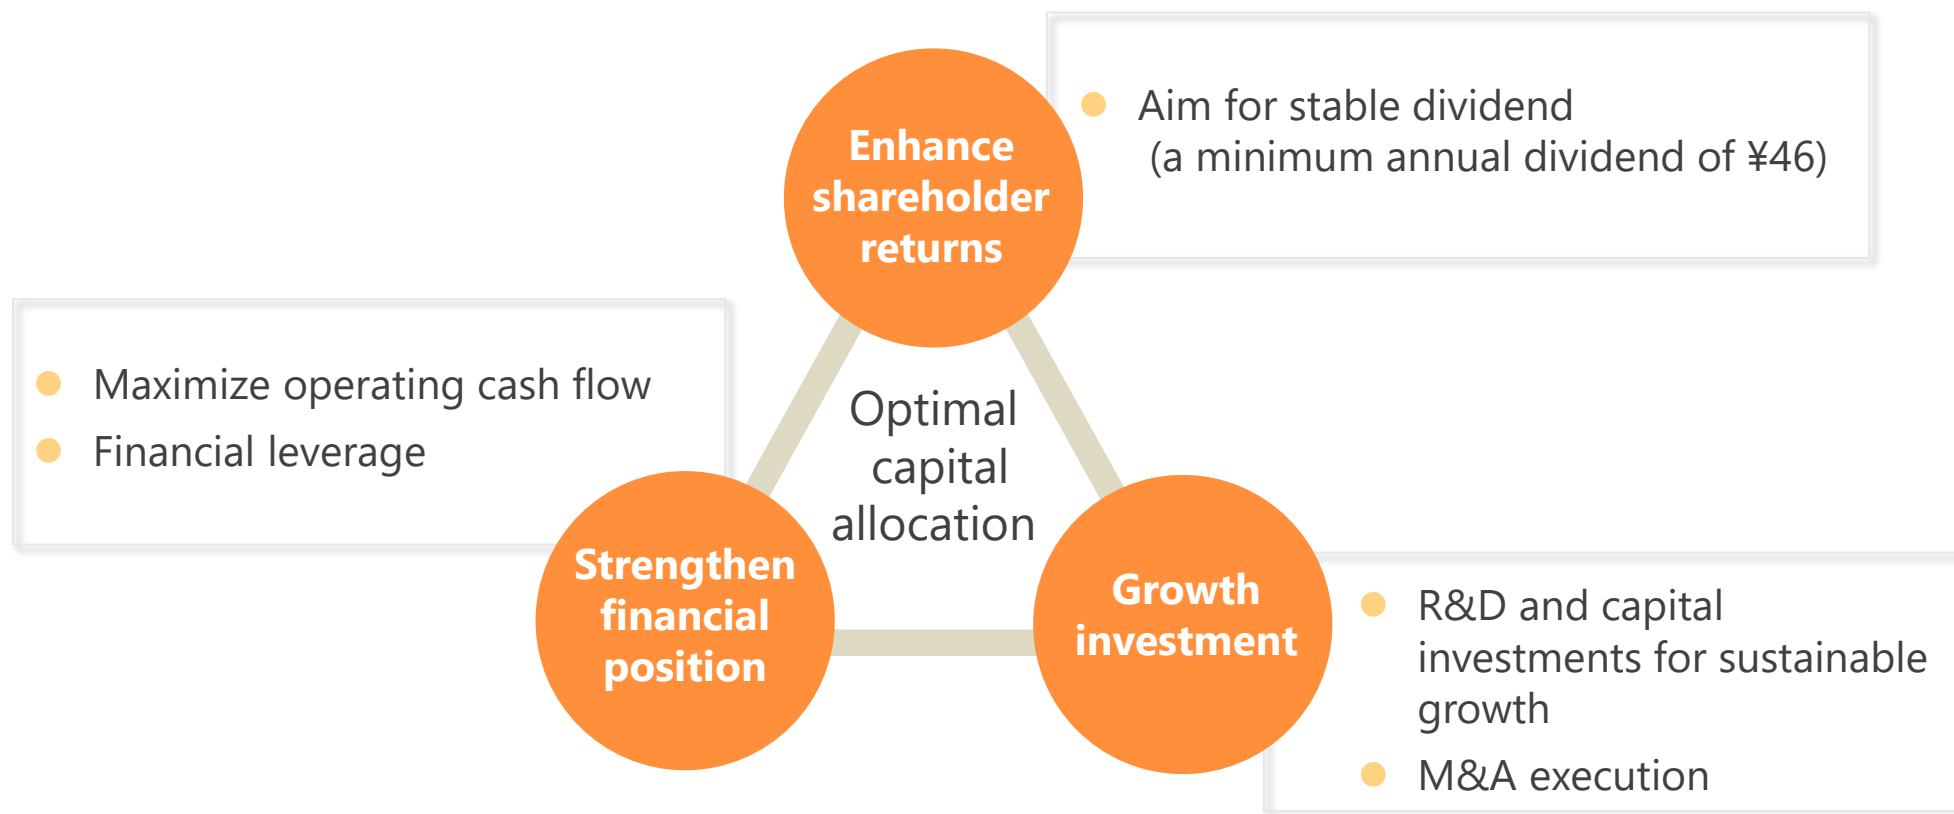 Enhance
shareholder
returns
● Aim for stable dividend
(a minimum annual dividend of ¥46)
● Maximize operating cash flow
● Financial leverage
Optimal
capital
allocation
Strengthen
financial
position
Growth
investment
● R&D and capital
investments for sustainable
growth
● M&A execution